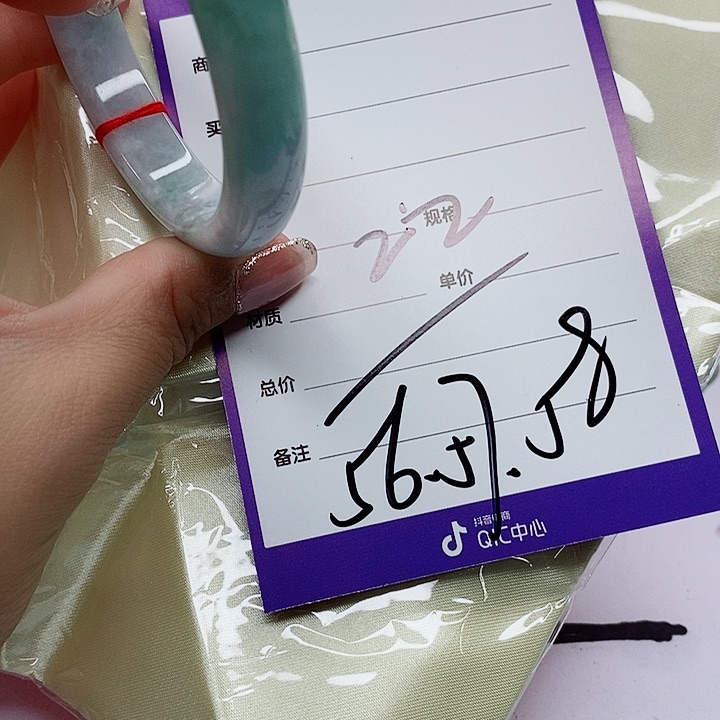 商
买
规格
材质 单价
总价
备注
56.57.58
抖音电商
QIC中心